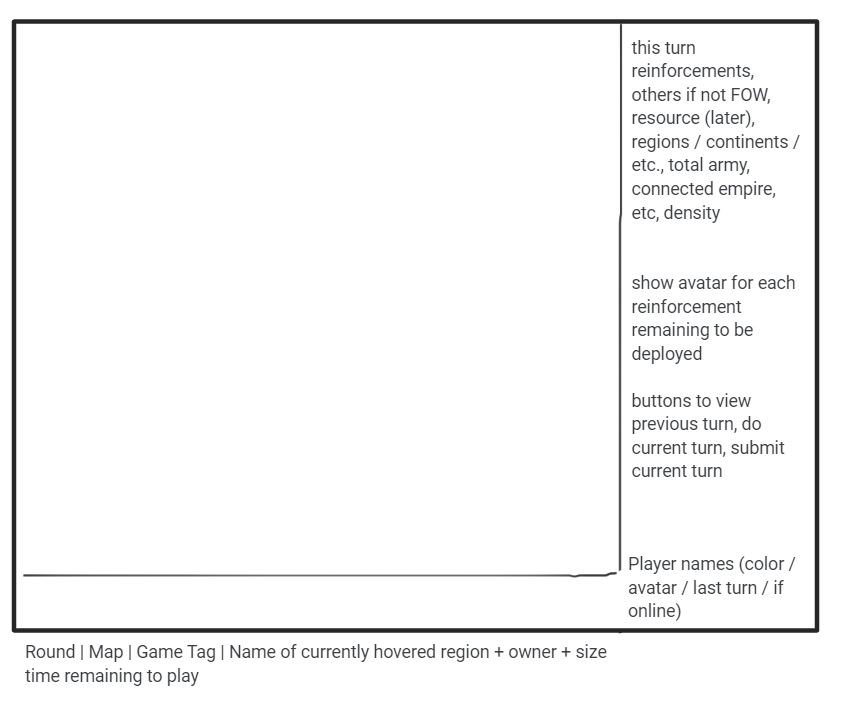 this turn
reinforcements,
others if not FOW,
resource (later),
regions / continents /
etc., total army,
connected empire,
etc, density
show avatar for each
reinforcement
remaining to be
deployed
buttons to view
previous turn, do
current turn, submit
current turn
Player names (color /
avatar / last turn / if
online)
Round | Map | Game Tag | Name of currently hovered region + owner + size
time remaining to play